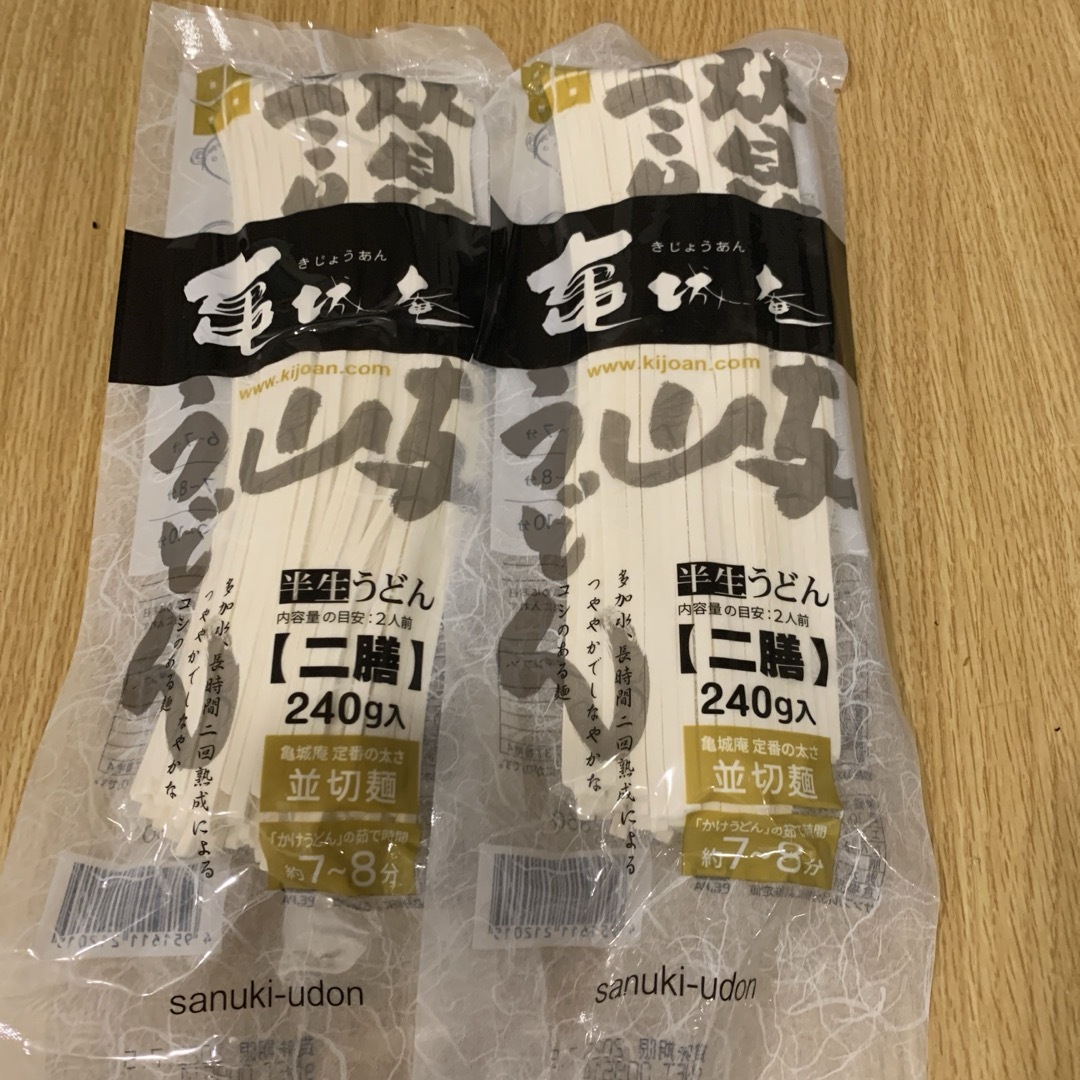 讃岐うどん
きじょうあん
亀城庵
www.kijoan.com
半生うどん
内容量の目安:2人前
【二膳】
240g入
亀城庵 定番の太さ
並切麺
「かけうどん」の茹で時間
約7~8分
多加水、長時間二回熟成による
つややかでしなやかな
コシのある麺
4951611212015
sanuki-udon
讃岐うどん
きじょうあん
亀城庵
www.kijoan.com
半生うどん
内容量の目安:2人前
【二膳】
240g入
亀城庵 定番の太さ
並切麺
「かけうどん」の茹で時間
約7~8分
多加水、長時間二回熟成による
つややかでしなやかな
コシのある麺
4951611212015
sanuki-udon